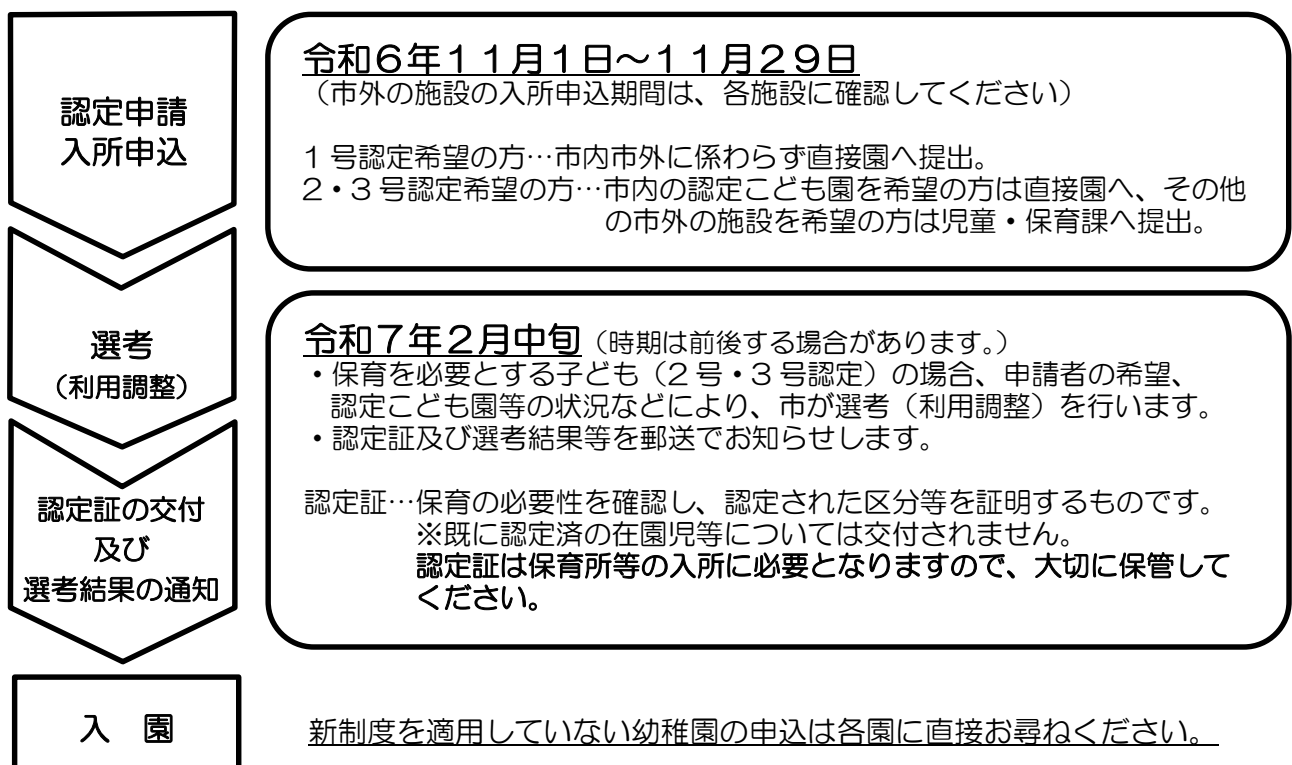 認定申請
入所申込
令和6年11月1日～11月29日
（市外の施設の入所申込期間は、各施設に確認してください）
1号認定希望の方…市内市外に係わらず直接園へ提出。
2・3号認定希望の方…市内の認定こども園を希望の方は直接園へ、その他
の市外の施設を希望の方は児童・保育課へ提出。
選考
（利用調整）
令和7年2月中旬（時期は前後する場合があります。）
・保育を必要とする子ども（2号・3号認定）の場合、申請者の希望、
認定こども園等の状況などにより、市が選考（利用調整）を行います。
・認定証及び選考結果等を郵送でお知らせします。
認定証の交付
及び
選考結果の通知
認定証…保育の必要性を確認し、認定された区分等を証明するものです。
※既に認定済の在園児等については交付されません。
認定証は保育所等の入所に必要となりますので、大切に保管して
ください。
入　園
新制度を適用していない幼稚園の申込は各園に直接お尋ねください。